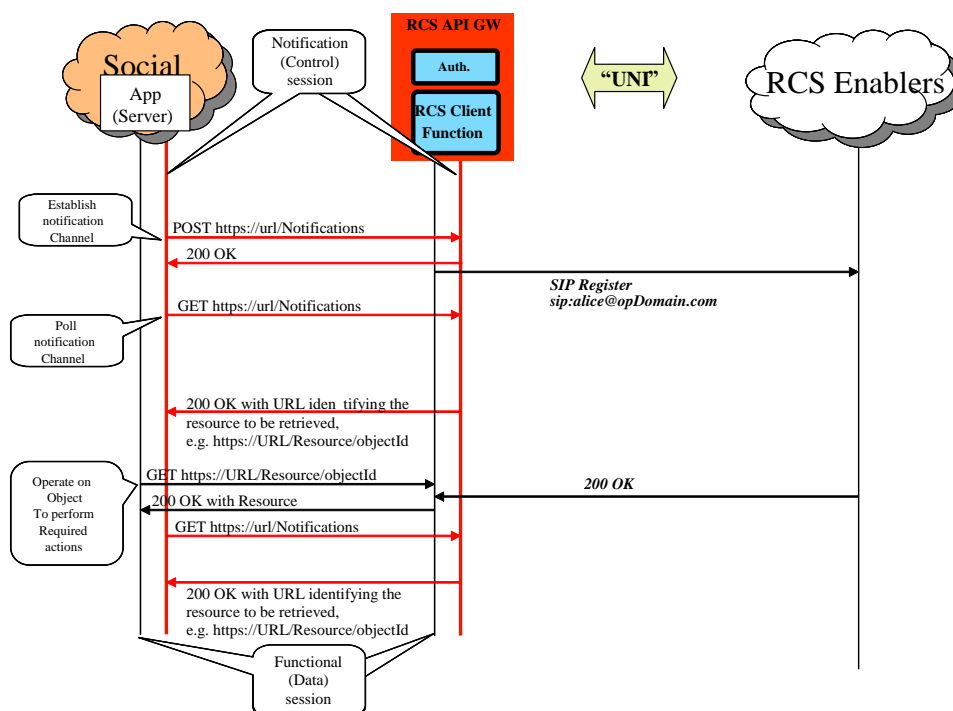 Social
App
(Server)
Notification
(Control)
session
RCS API GW
Auth.
RCS Client
Function
“UNI”
RCS Enablers
Establish
notification
Channel
POST https://url/Notifications
200 OK
SIP Register
sip:alice@opDomain.com
GET https://url/Notifications
Poll
notification
Channel
200 OK with URL iden tifying the
resource to be retrieved,
e.g. https://URL/Resource/objectId
GET https://URL/Resource/objectId
Operate on
Object
To perform
Required
actions
200 OK
200 OK with Resource
GET https://url/Notifications
200 OK with URL identifying the
resource to be retrieved,
e.g. https://URL/Resource/objectId
Functional
(Data)
session